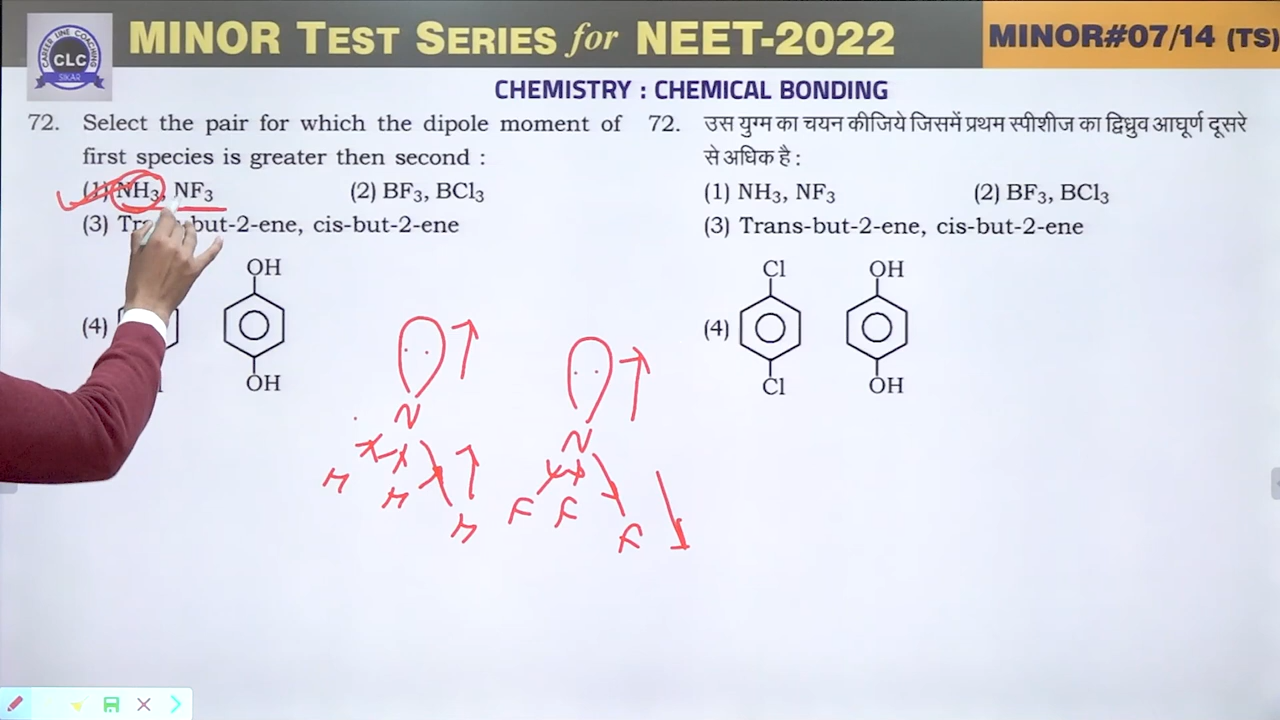 CAREER LINE COACHING
CLC
SIKAR
MINOR TEST SERIES for NEET-2022
MINOR#07/14 (TS)
CHEMISTRY : CHEMICAL BONDING
72. Select the pair for which the dipole moment of
first species is greater then second :
(1) NH₃, NF₃ (2) BF₃, BCl₃
(3) Trans-but-2-ene, cis-but-2-ene
OH
(4)
OH
72. उस युग्म का चयन कीजिये जिसमें प्रथम स्पीशीज का द्विध्रुव आघूर्ण दूसरे
से अधिक है :
(1) NH₃, NF₃ (2) BF₃, BCl₃
(3) Trans-but-2-ene, cis-but-2-ene
Cl OH
(4)
Cl OH
N N
H H H F F F